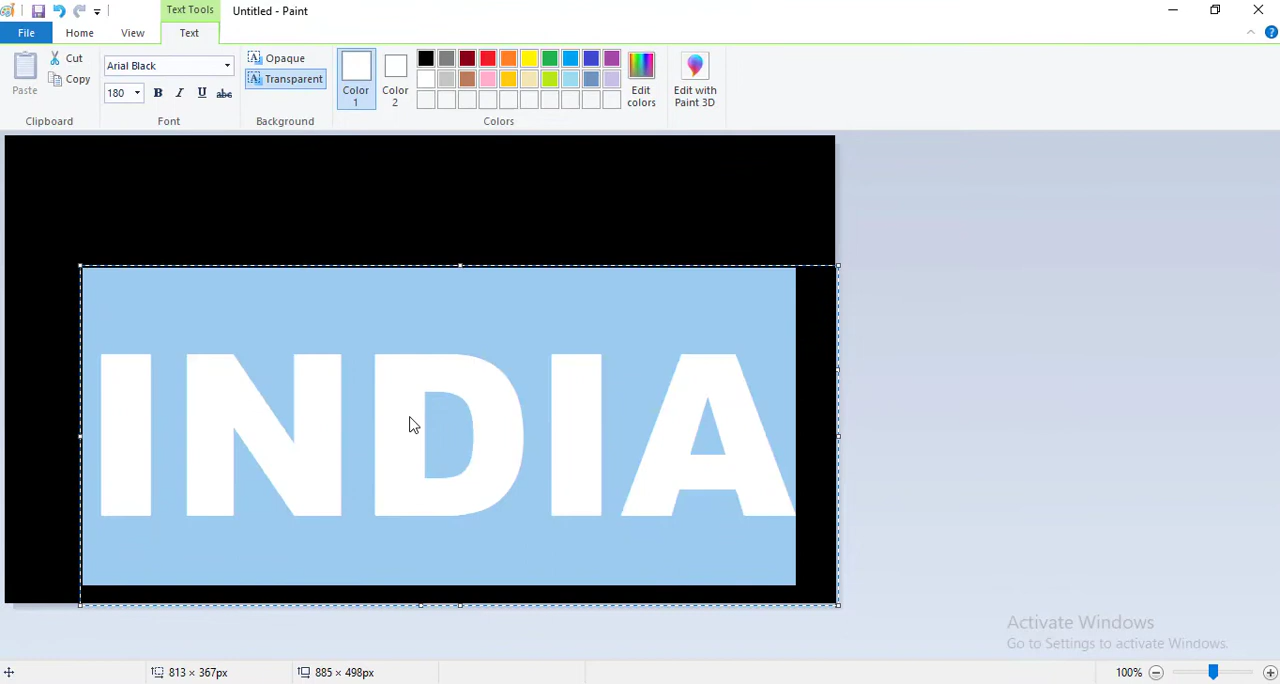 Text Tools
Untitled - Paint
File
Home
View
Text
Paste
Cut
Copy
Clipboard
Arial Black
180
B I U abc
Font
Opaque
Transparent
Background
Color 1
Color 2
Edit colors
Colors
Edit with Paint 3D
INDIA
Activate Windows
Go to Settings to activate Windows.
813 × 367px
885 × 498px
100%